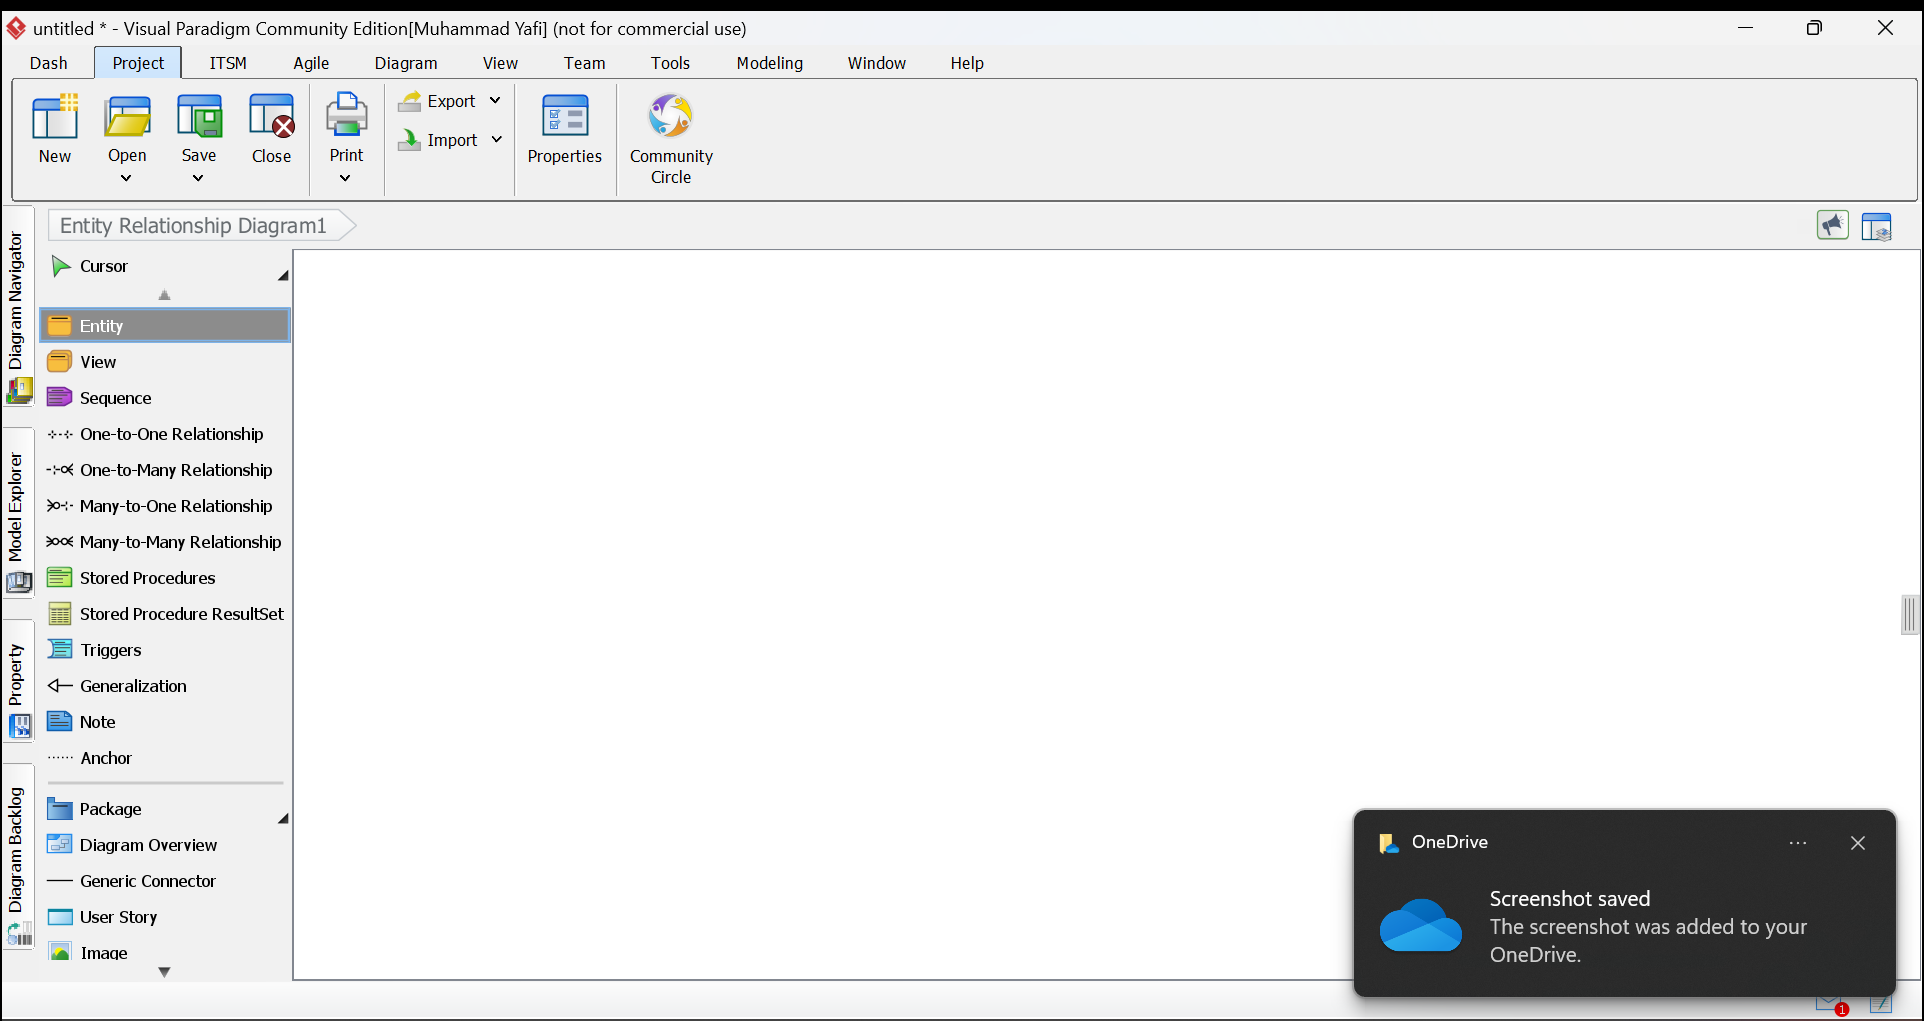 untitled * - Visual Paradigm Community Edition[Muhammad Yafi] (not for commercial use)
Dash Project ITSM Agile Diagram View Team Tools Modeling Window Help
New Open Save Close Print Export Import Properties Community Circle
Entity Relationship Diagram1
Diagram Navigator
Model Explorer
Property
Diagram Backlog
Cursor
Entity
View
Sequence
One-to-One Relationship
One-to-Many Relationship
Many-to-One Relationship
Many-to-Many Relationship
Stored Procedures
Stored Procedure ResultSet
Triggers
Generalization
Note
Anchor
Package
Diagram Overview
Generic Connector
User Story
Image
OneDrive
Screenshot saved
The screenshot was added to your
OneDrive.
1